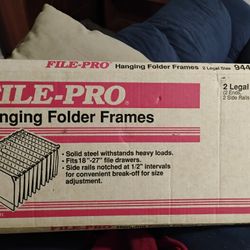 FILE-PRO® Hanging Folder Frames 2 Legal Size 944
FILE-PRO®
nging Folder Frames
2 Legal
(2 Ends,
2 Side Rails
• Solid steel withstands heavy loads.
• Fits 18"-27" file drawers.
• Side rails notched at 1/2" intervals
for convenient break-off for size
adjustment.